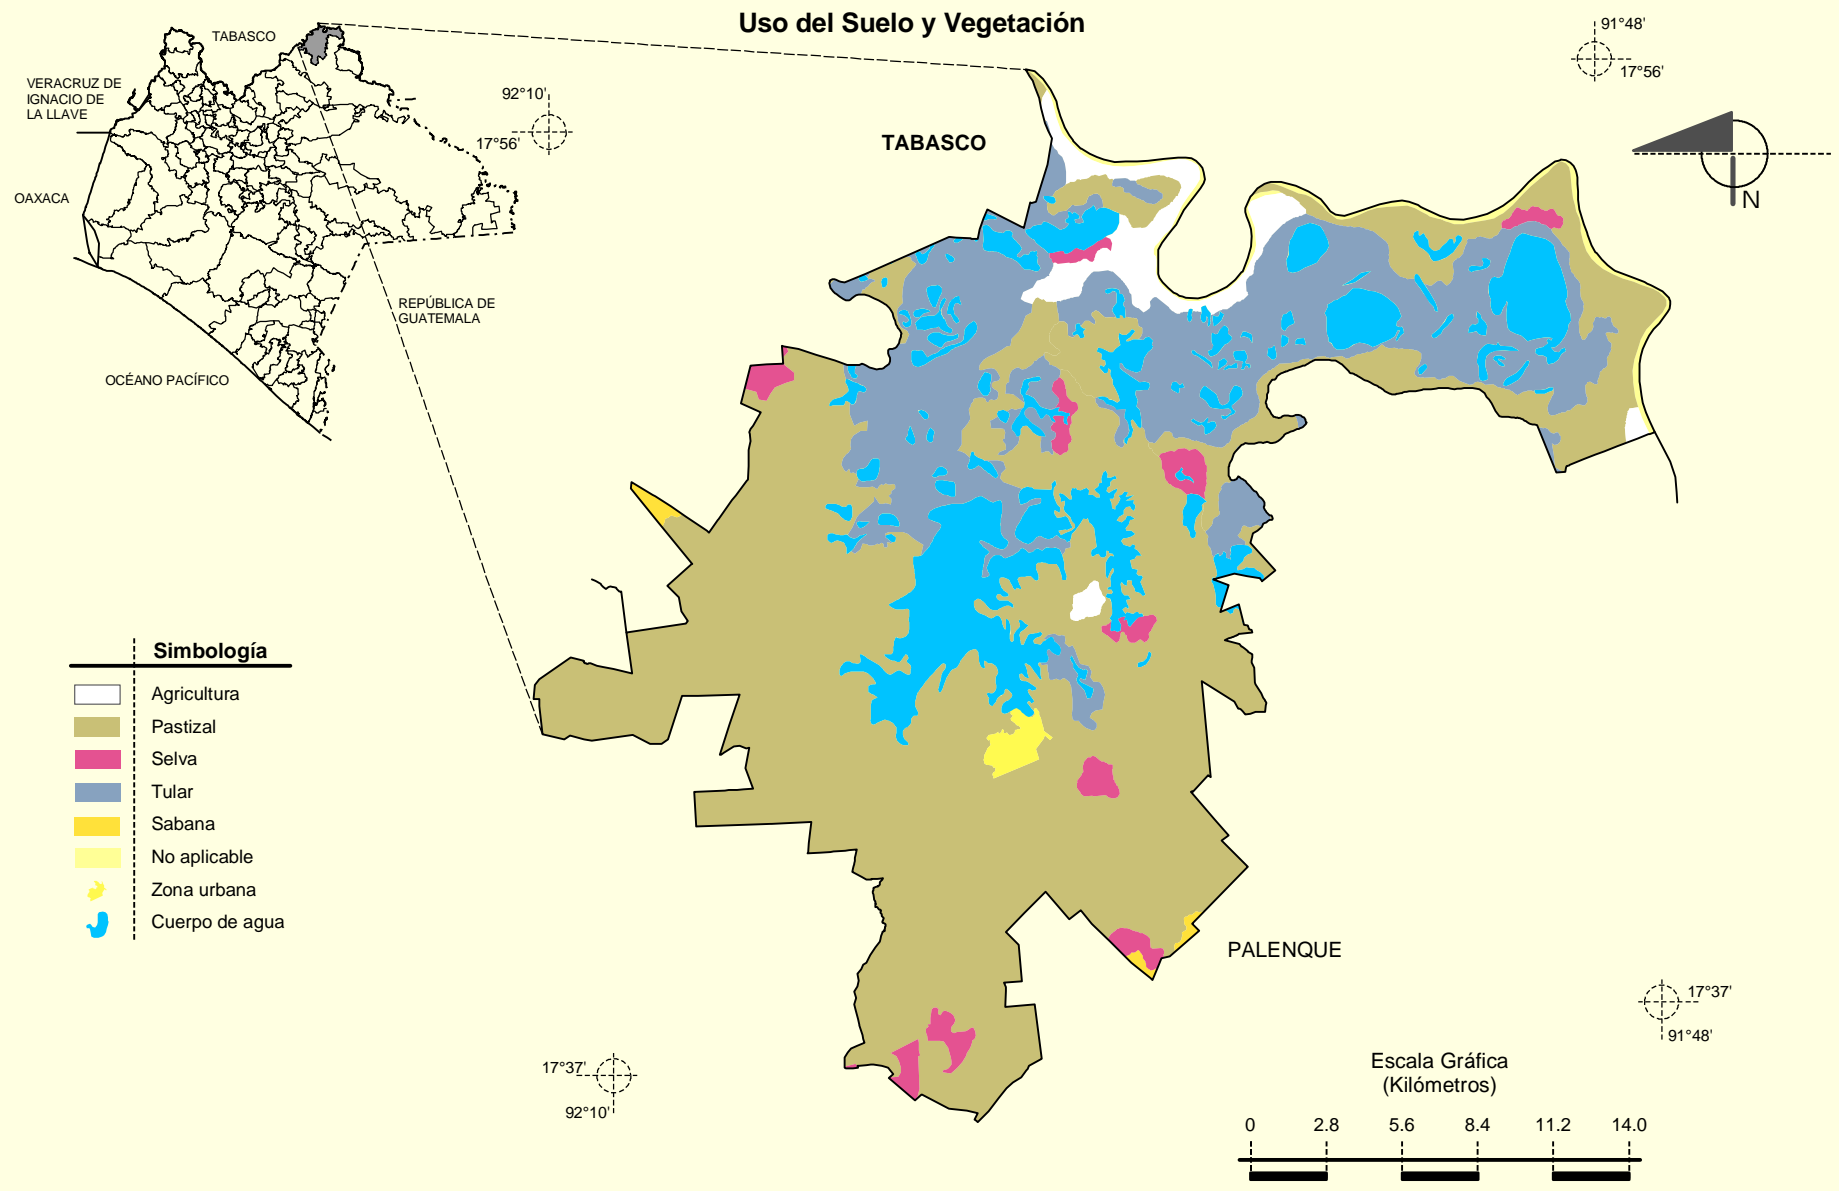 Uso del Suelo y Vegetación
TABASCO
VERACRUZ DE
IGNACIO DE
LA LLAVE
OAXACA
REPÚBLICA DE
GUATEMALA
OCÉANO PACÍFICO
92°10'
17°56'
91°48'
17°56'
TABASCO
N
Simbología
Agricultura
Pastizal
Selva
Tular
Sabana
No aplicable
Zona urbana
Cuerpo de agua
PALENQUE
17°37'
92°10'
17°37'
91°48'
Escala Gráfica
(Kilómetros)
0 2.8 5.6 8.4 11.2 14.0